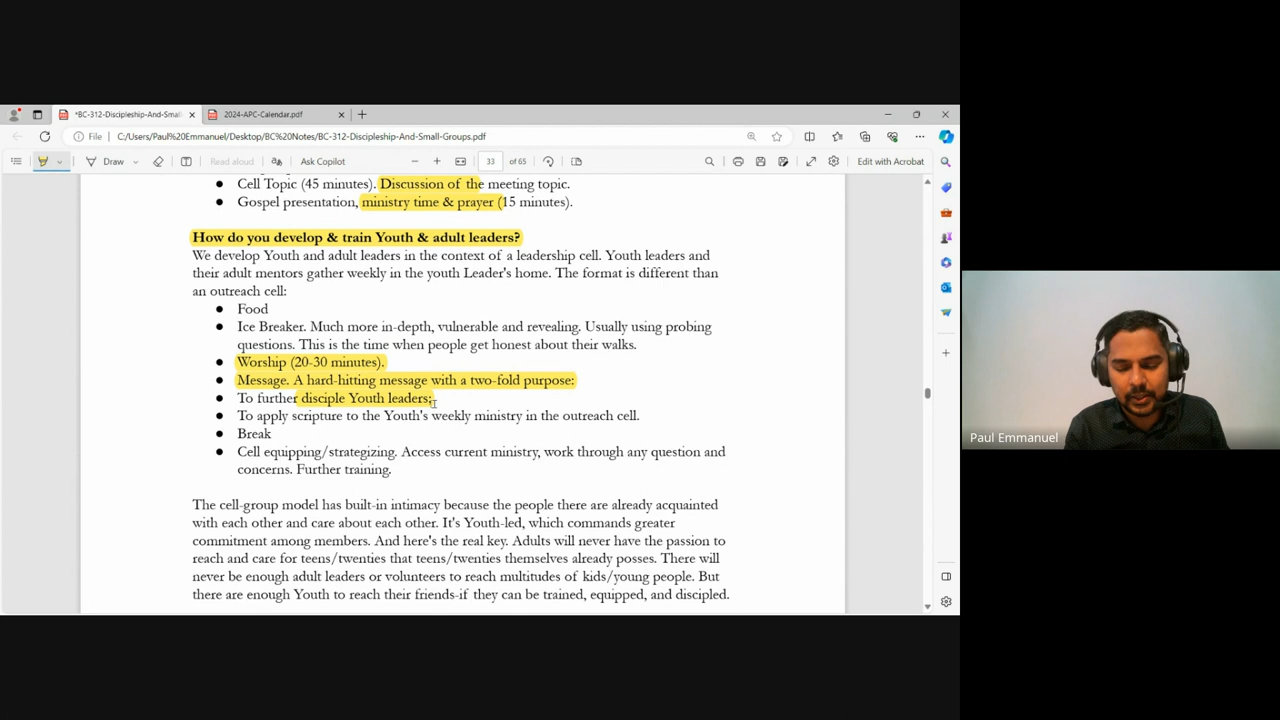 *BC-312-Discipleship-And-Small-
2024-APC-Calendar.pdf
File
C:/Users/Paul%20Emmanuel/Desktop/BC%20Notes/BC-312-Discipleship-And-Small-Groups.pdf
Draw
Read aloud
Ask Copilot
33
of 65
Edit with Acrobat
● Cell Topic (45 minutes). Discussion of the meeting topic.
● Gospel presentation, ministry time & prayer (15 minutes).
How do you develop & train Youth & adult leaders?
We develop Youth and adult leaders in the context of a leadership cell. Youth leaders and
their adult mentors gather weekly in the youth Leader's home. The format is different than
an outreach cell:
● Food
● Ice Breaker. Much more in-depth, vulnerable and revealing. Usually using probing
questions. This is the time when people get honest about their walks.
● Worship (20-30 minutes).
● Message. A hard-hitting message with a two-fold purpose:
● To further disciple Youth leaders;
● To apply scripture to the Youth's weekly ministry in the outreach cell.
● Break
● Cell equipping/strategizing. Access current ministry, work through any question and
concerns. Further training.
The cell-group model has built-in intimacy because the people there are already acquainted
with each other and care about each other. It's Youth-led, which commands greater
commitment among members. And here's the real key. Adults will never have the passion to
reach and care for teens/twenties that teens/twenties themselves already posses. There will
never be enough adult leaders or volunteers to reach multitudes of kids/young people. But
there are enough Youth to reach their friends-if they can be trained, equipped, and discipled.
Paul Emmanuel